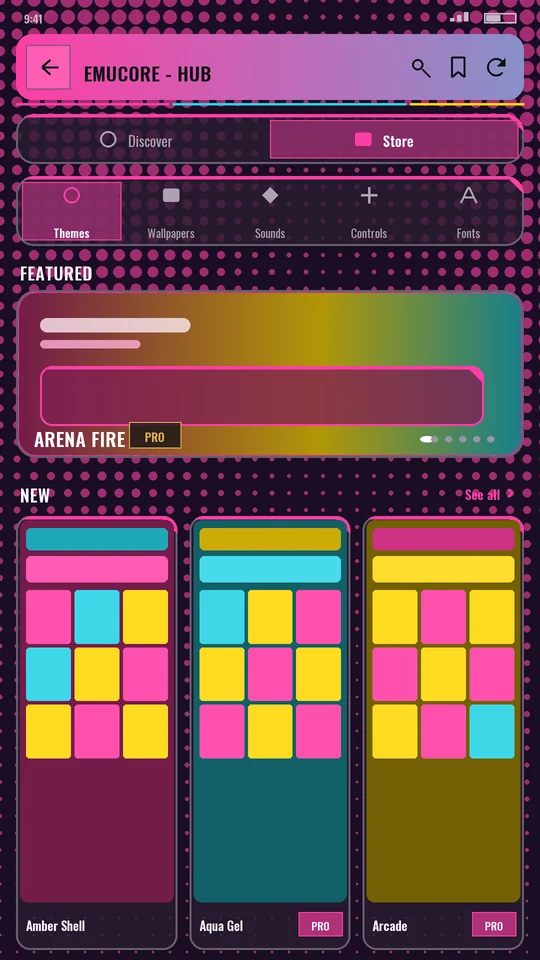 9:41
EMUCORE - HUB
Discover
Store
Themes
Wallpapers
Sounds
Controls
Fonts
FEATURED
ARENA FIRE
PRO
NEW
See all
Amber Shell
Aqua Gel
PRO
Arcade
PRO